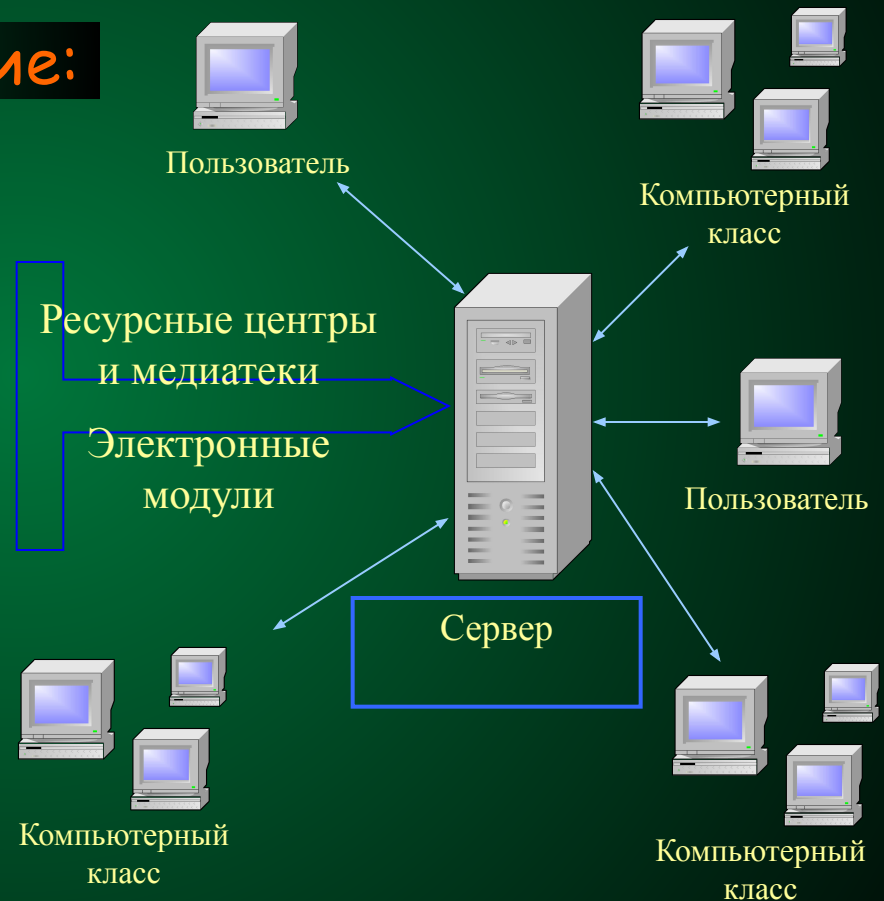 ие:
Пользователь
Компьютерный
класс
Ресурсные центры
и медиатеки
Электронные
модули
Пользователь
Сервер
Компьютерный
класс
Компьютерный
класс